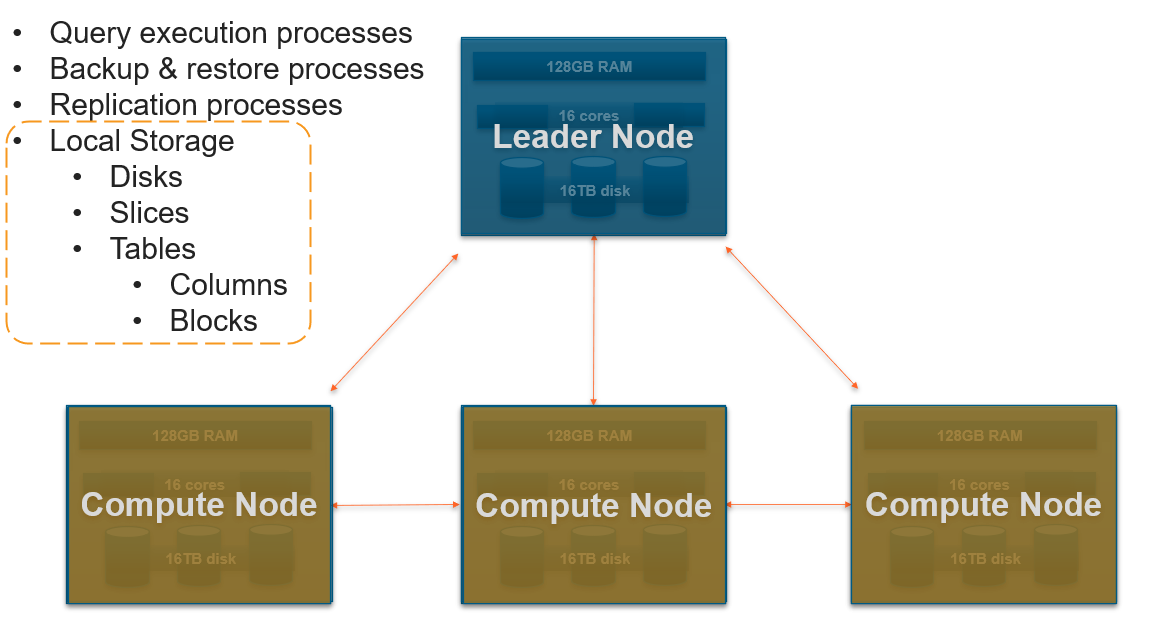 • Query execution processes
• Backup & restore processes
• Replication processes
• Local Storage
• Disks
• Slices
• Tables
• Columns
• Blocks
128GB RAM
16 cores
Leader Node
16TB disk
128GB RAM
16 cores
Compute Node
16TB disk
128GB RAM
16 cores
Compute Node
16TB disk
128GB RAM
16 cores
Compute Node
16TB disk